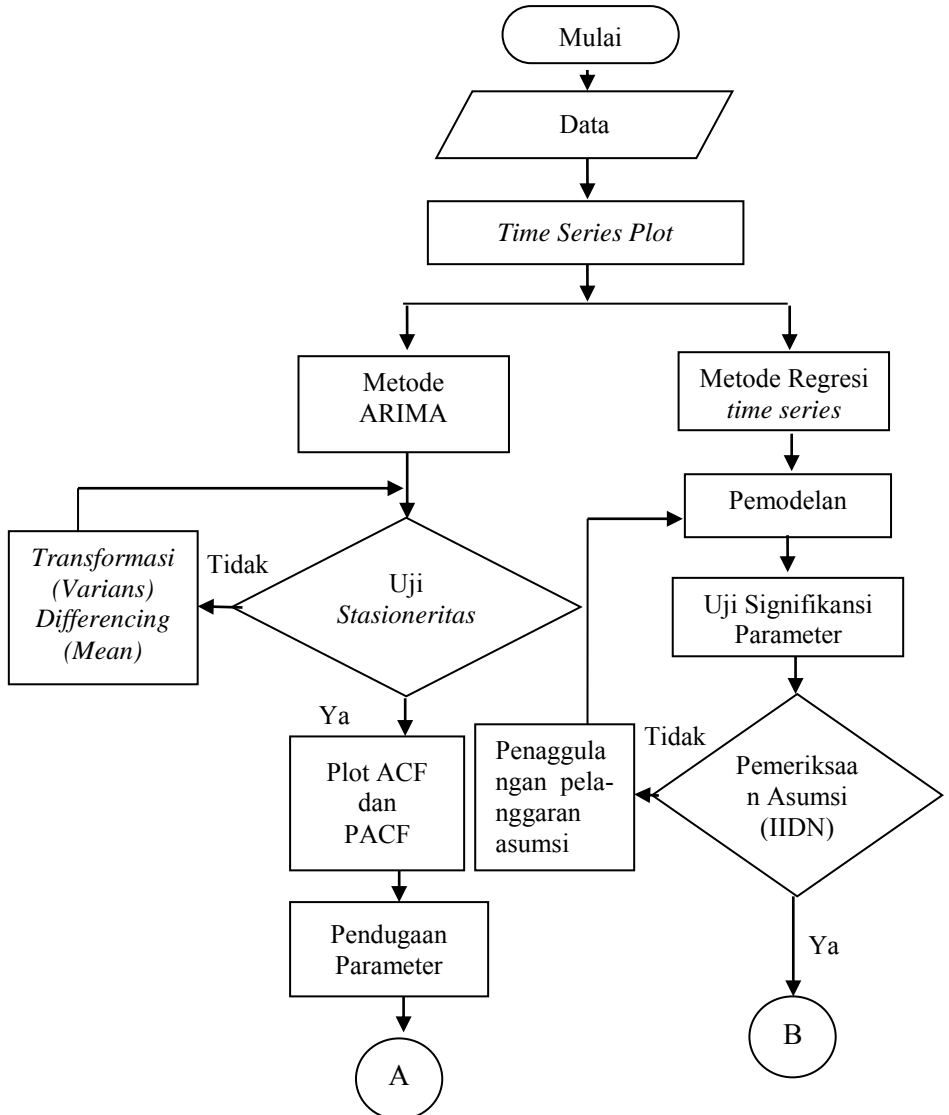 Mulai
Data
Time Series Plot
Metode
ARIMA
Metode Regresi
time series
Pemodelan
Transformasi
(Varians)
Differencing
(Mean)
Tidak
Uji
Stasioneritas
Uji Signifikansi
Parameter
Ya
Plot ACF
dan
PACF
Penaggula
ngan pela-
nggaran
asumsi
Tidak
Pemeriksaa
n Asumsi
(IIDN)
Pendugaan
Parameter
Ya
A
B